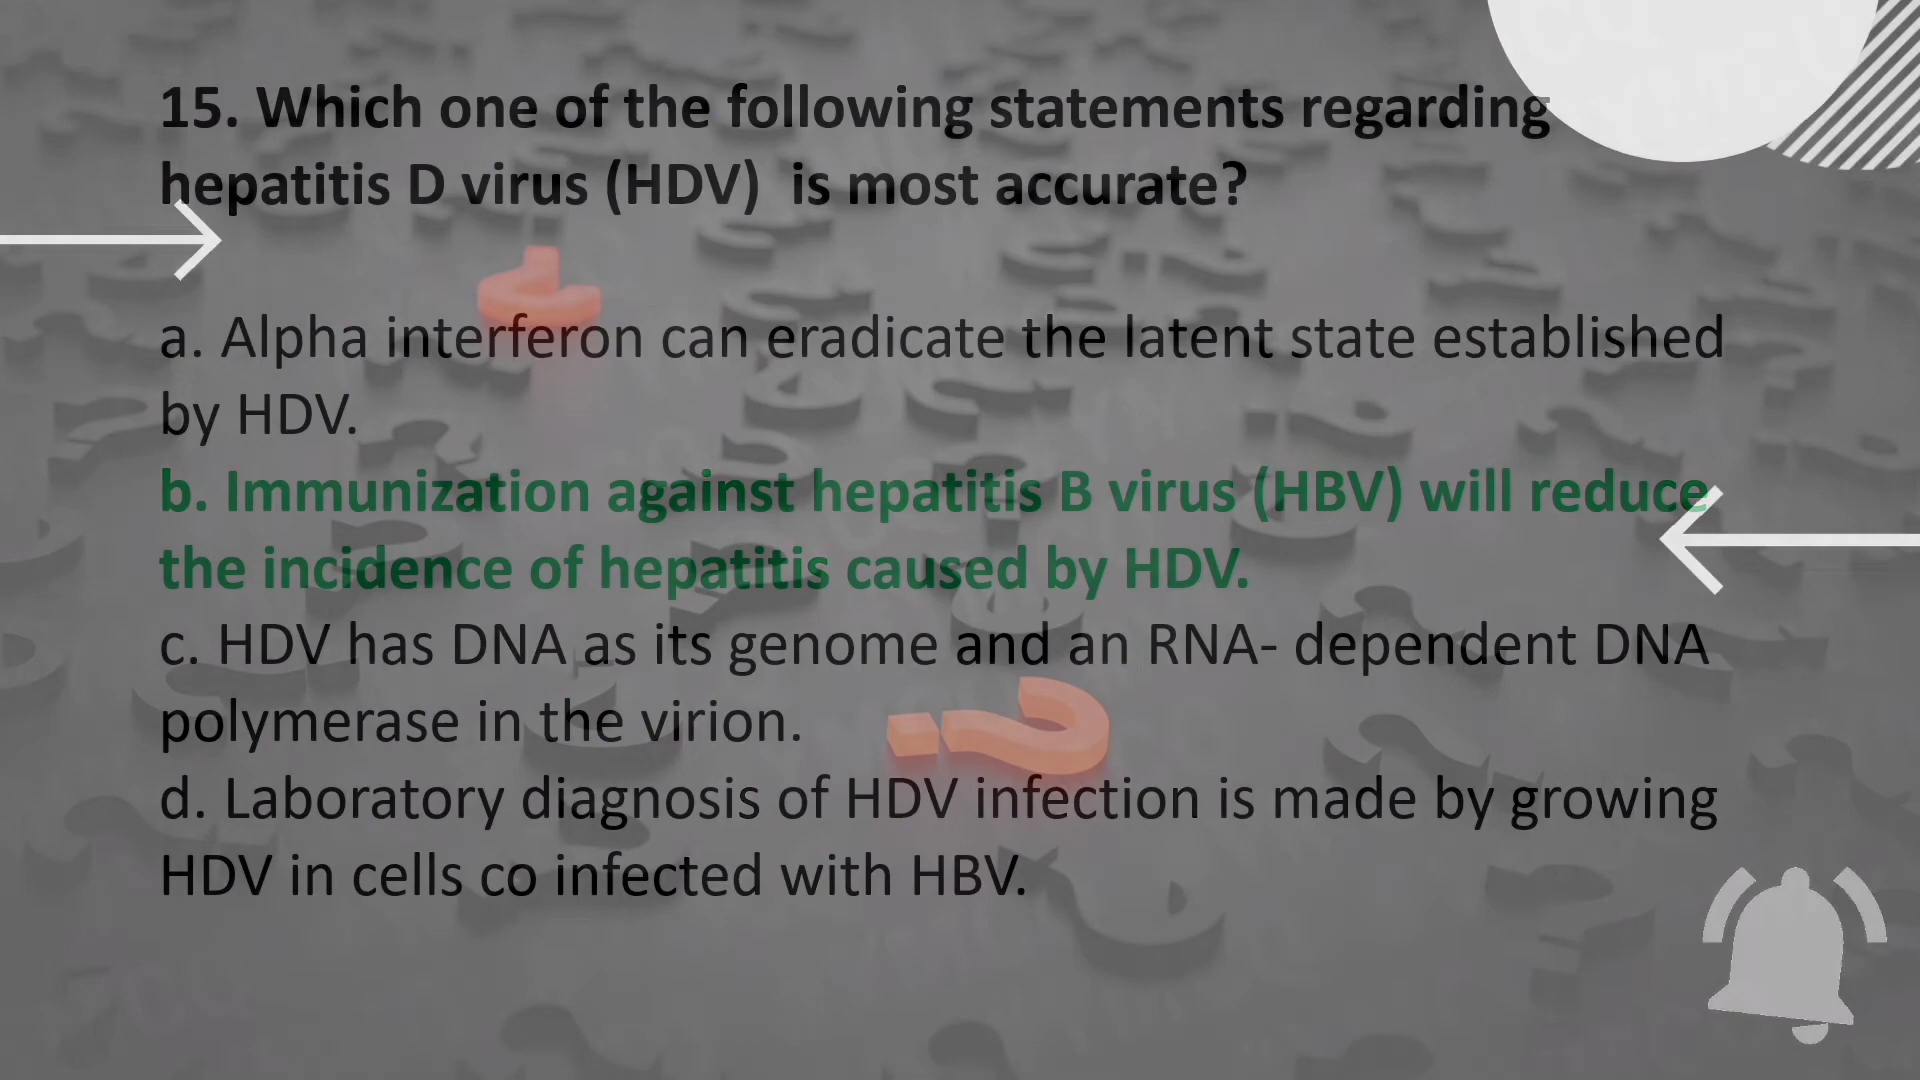 15. Which one of the following statements regarding
hepatitis D virus (HDV) is most accurate?
a. Alpha interferon can eradicate the latent state established
by HDV.
b. Immunization against hepatitis B virus (HBV) will reduce
the incidence of hepatitis caused by HDV.
c. HDV has DNA as its genome and an RNA- dependent DNA
polymerase in the virion.
d. Laboratory diagnosis of HDV infection is made by growing
HDV in cells co infected with HBV.